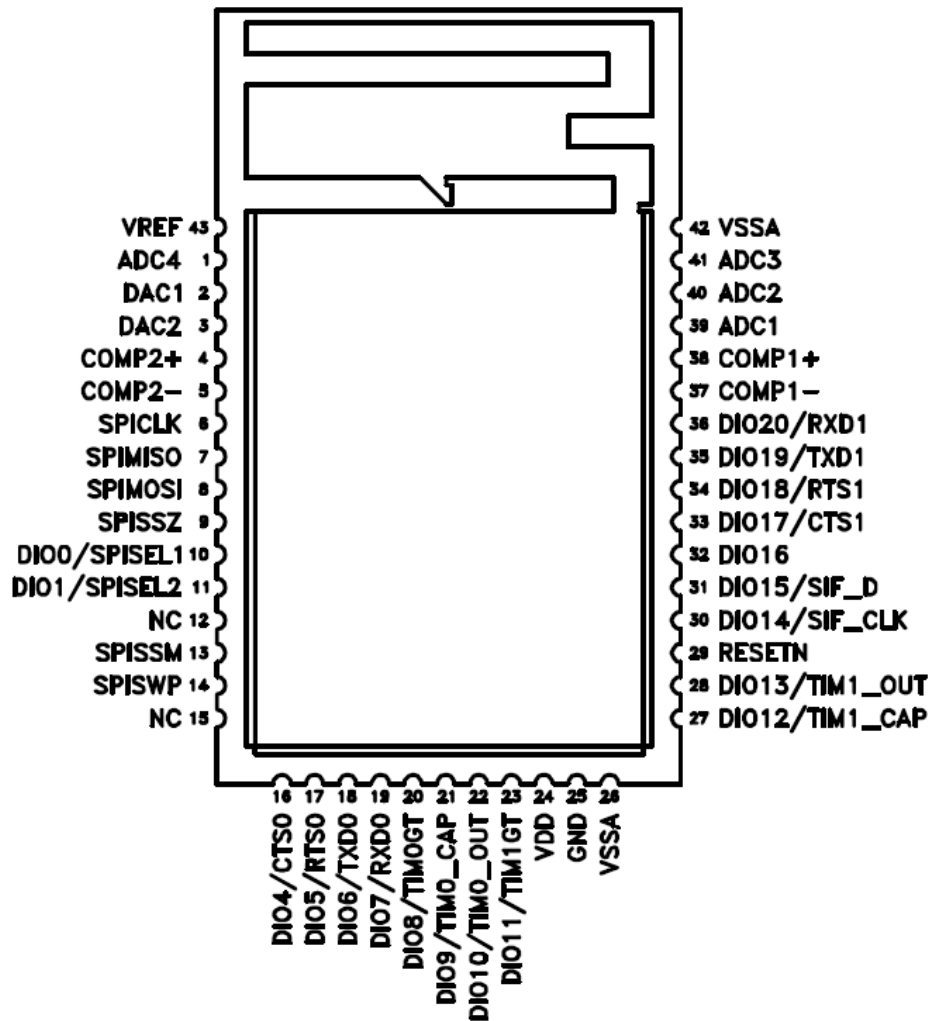 VREF 43
ADC4 1
DAC1 2
DAC2 3
COMP2+ 4
COMP2- 5
SPICLK 6
SPIMISO 7
SPIMOSI 8
SPISSZ 9
DIO0/SPISEL1 10
DIO1/SPISEL2 11
NC 12
SPISSM 13
SPISWP 14
NC 15
16 DIO4/CTS0
17 DIO5/RTS0
18 DIO6/TXD0
19 DIO7/RXD0
20 DIO8/TIM0GT
21 DIO9/TIM0_CAP
22 DIO10/TIM0_OUT
23 DIO11/TIM1GT
24 VDD
25 GND
26 VSSA
42 VSSA
41 ADC3
40 ADC2
39 ADC1
38 COMP1+
37 COMP1-
36 DIO20/RXD1
35 DIO19/TXD1
34 DIO18/RTS1
33 DIO17/CTS1
32 DIO16
31 DIO15/SIF_D
30 DIO14/SIF_CLK
29 RESETN
28 DIO13/TIM1_OUT
27 DIO12/TIM1_CAP